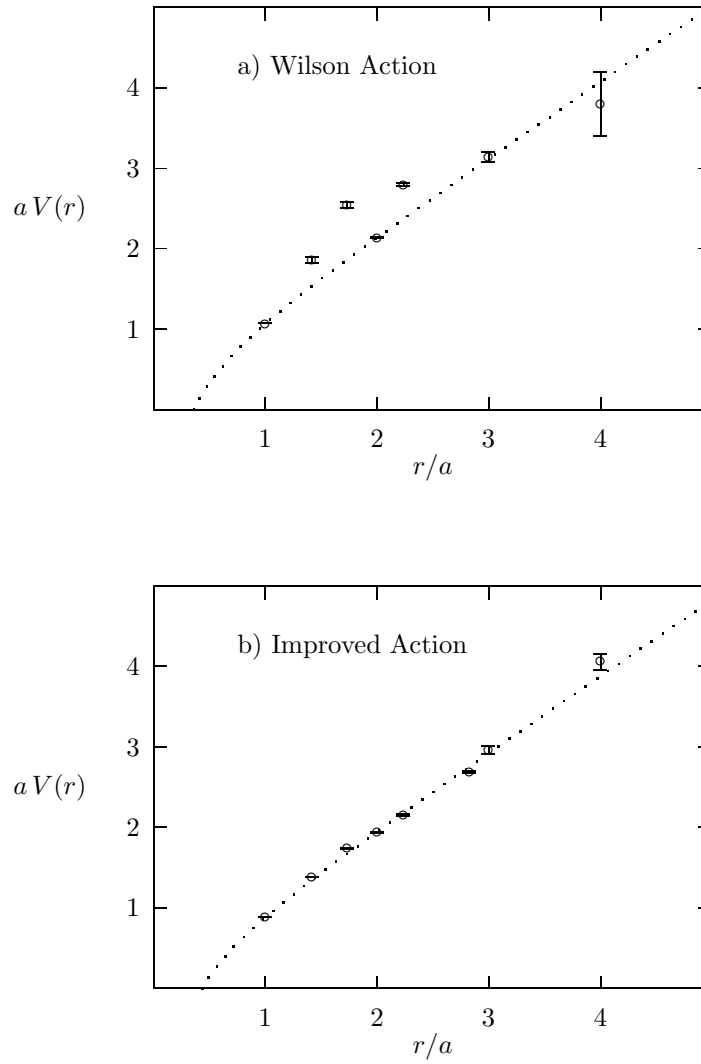 a) Wilson Action
4
3
a V(r)
2
1
1 2 3 4
r/a
b) Improved Action
4
3
a V(r)
2
1
1 2 3 4
r/a